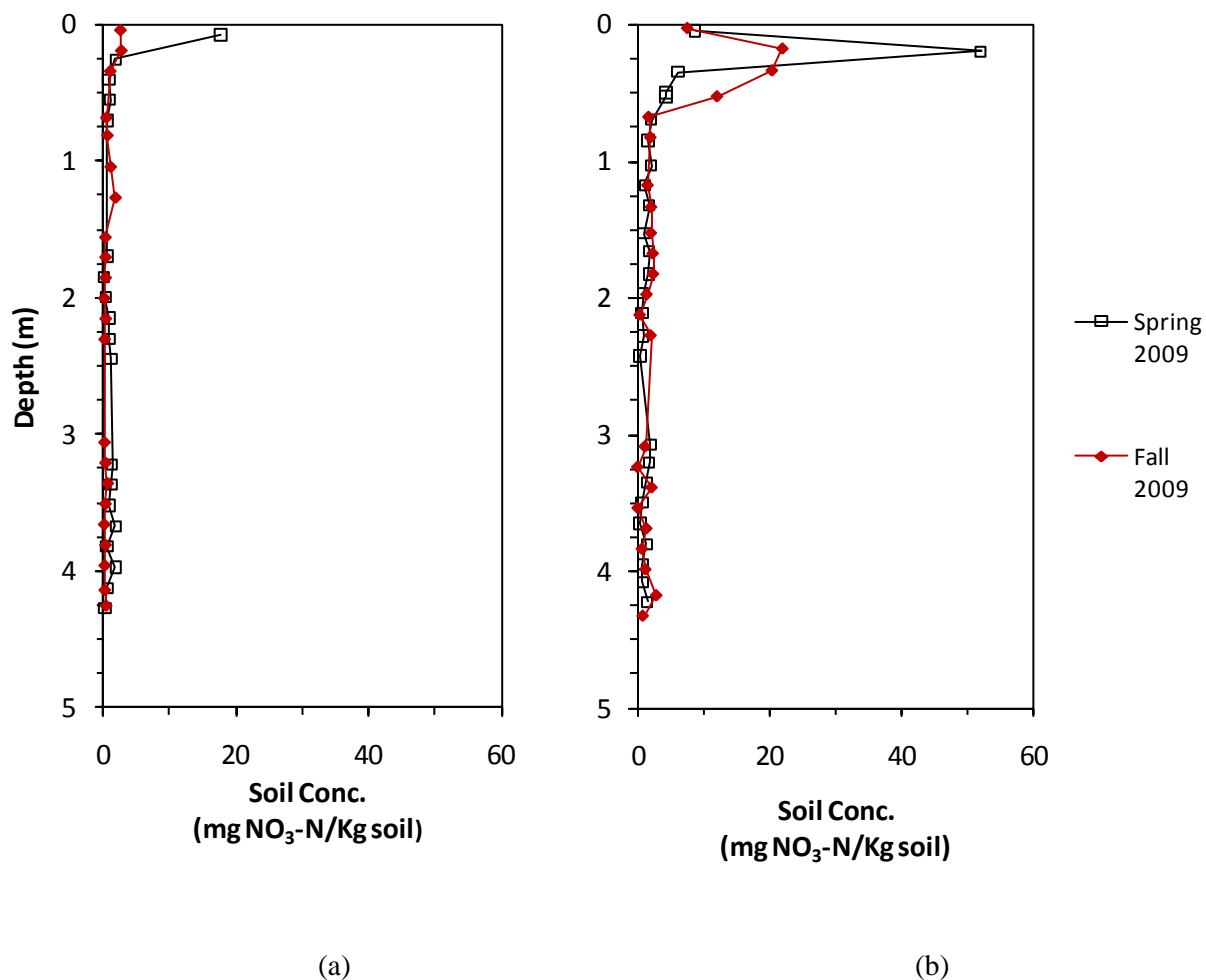 0
1
2
3
4
5
Depth (m)
0 20 40 60
Soil Conc.
(mg NO₃-N/Kg soil)
(a)
0
1
2
3
4
5
0 20 40 60
Soil Conc.
(mg NO₃-N/Kg soil)
(b)
Spring
2009
Fall
2009